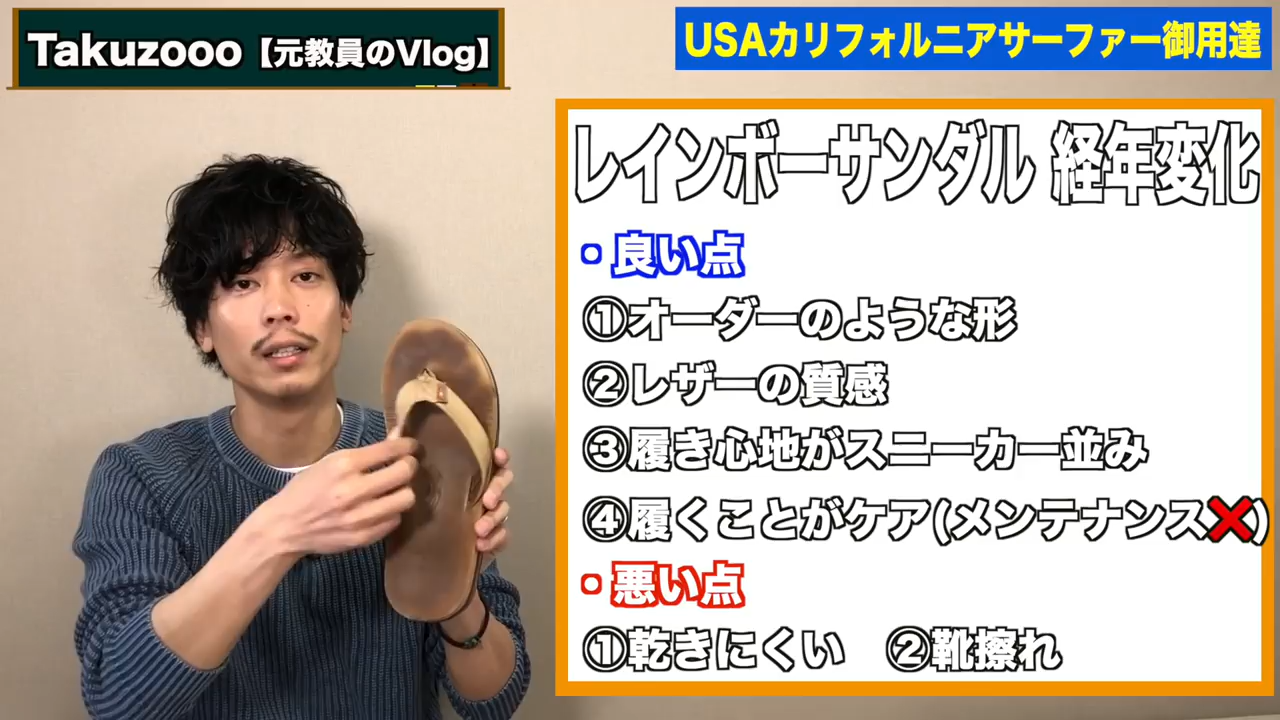 Takuzooo【元教員のVlog】
USAカリフォルニアサーファー御用達
レインボーサンダル 経年変化
・良い点
①オーダーのような形
②レザーの質感
③履き心地がスニーカー並み
④履くことがケア(メンテナンス❌)
・悪い点
①乾きにくい ②靴擦れ